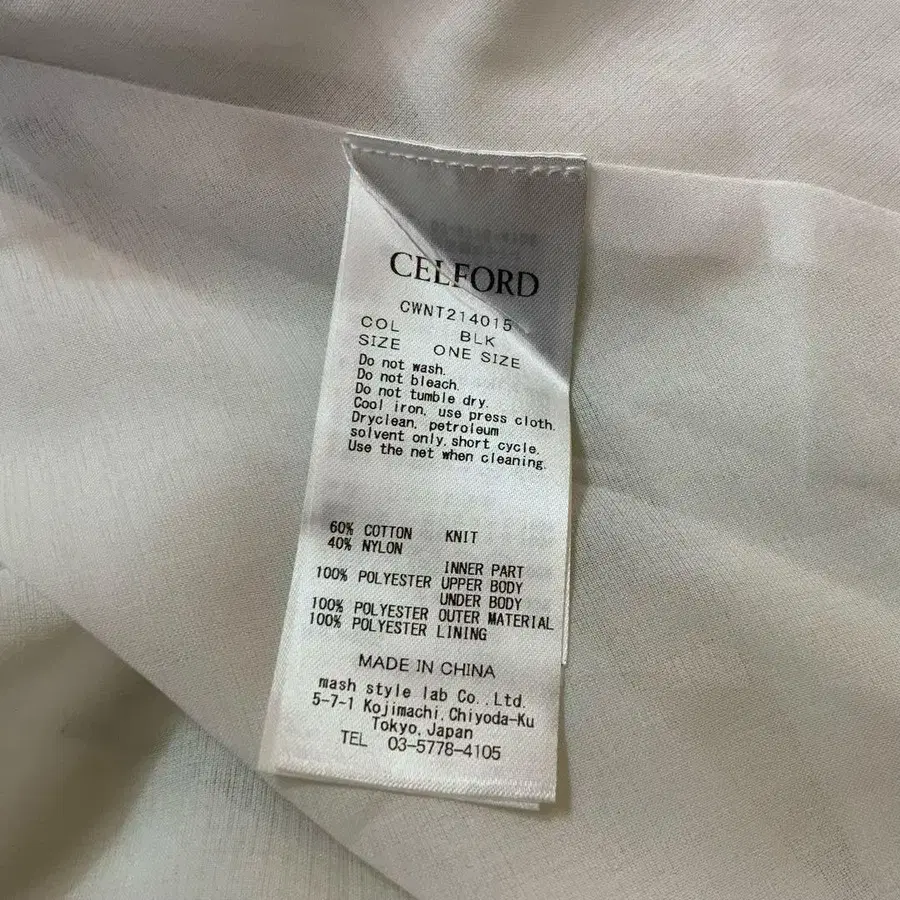 CELFORD
CWNT214015
COL BLK
SIZE ONE SIZE
Do not wash.
Do not bleach.
Do not tumble dry.
Cool iron, use press cloth.
Dryclean, petroleum
solvent only, short cycle.
Use the net when cleaning.
60% COTTON KNIT
40% NYLON
INNER PART
100% POLYESTER UPPER BODY
UNDER BODY
100% POLYESTER OUTER MATERIAL
100% POLYESTER LINING
MADE IN CHINA
mash style lab Co.,Ltd.
5-7-1 Kojimachi,Chiyoda-Ku
Tokyo,Japan
TEL 03-5778-4105